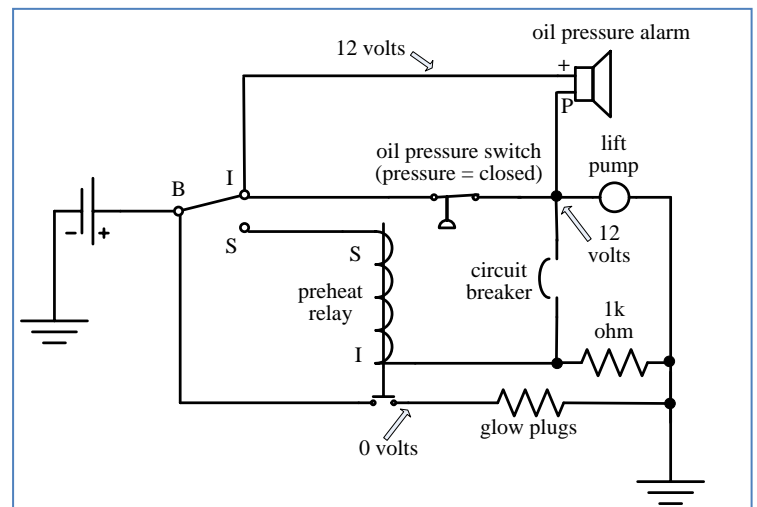 oil pressure alarm
12 volts
+
P
oil pressure switch
(pressure = closed)
lift
pump
B
I
S
- +
S
12
volts
circuit
breaker
preheat
relay
1k
ohm
I
glow plugs
0 volts